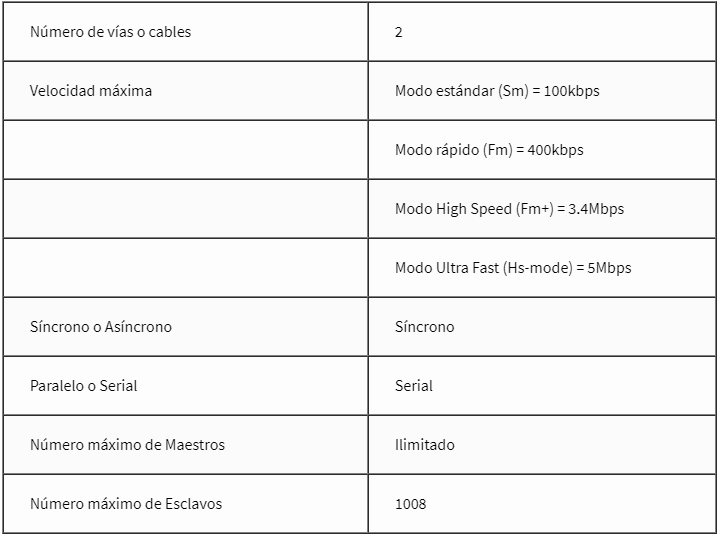 Número de vías o cables 2
Velocidad máxima Modo estándar (Sm) = 100kbps
Modo rápido (Fm) = 400kbps
Modo High Speed (Fm+) = 3.4Mbps
Modo Ultra Fast (Hs-mode) = 5Mbps
Síncrono o Asíncrono Síncrono
Paralelo o Serial Serial
Número máximo de Maestros Ilimitado
Número máximo de Esclavos 1008